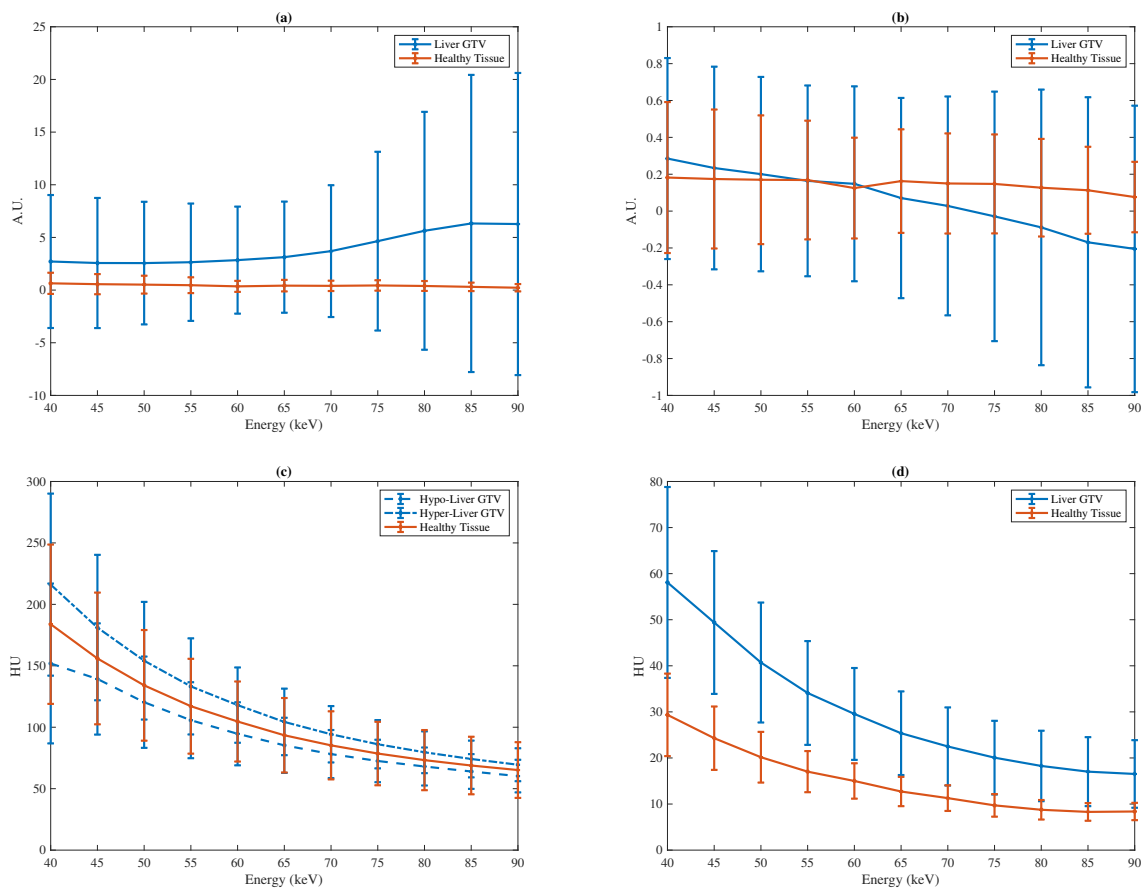 (a)
25
20
15
10
5
0
-5
-10
A.U.
40 45 50 55 60 65 70 75 80 85 90
Energy (keV)
Liver GTV
Healthy Tissue
(b)
1
0.8
0.6
0.4
0.2
0
-0.2
-0.4
-0.6
-0.8
-1
A.U.
40 45 50 55 60 65 70 75 80 85 90
Energy (keV)
Liver GTV
Healthy Tissue
(c)
300
250
200
150
100
50
0
HU
40 45 50 55 60 65 70 75 80 85 90
Energy (keV)
Hypo-Liver GTV
Hyper-Liver GTV
Healthy Tissue
(d)
80
70
60
50
40
30
20
10
0
HU
40 45 50 55 60 65 70 75 80 85 90
Energy (keV)
Liver GTV
Healthy Tissue